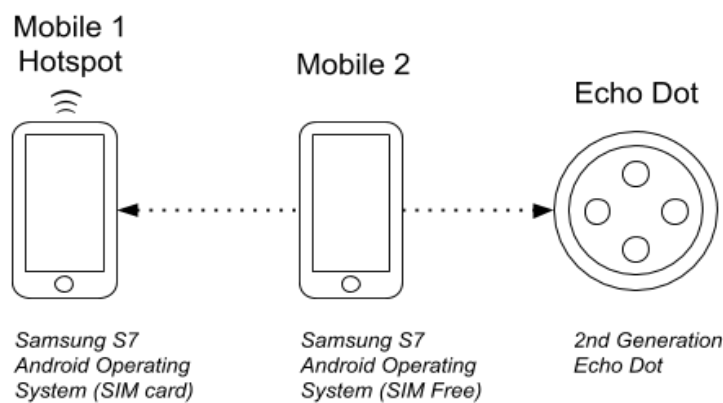 Mobile 1
Hotspot
Mobile 2
Echo Dot
Samsung S7
Android Operating
System (SIM card)
Samsung S7
Android Operating
System (SIM Free)
2nd Generation
Echo Dot